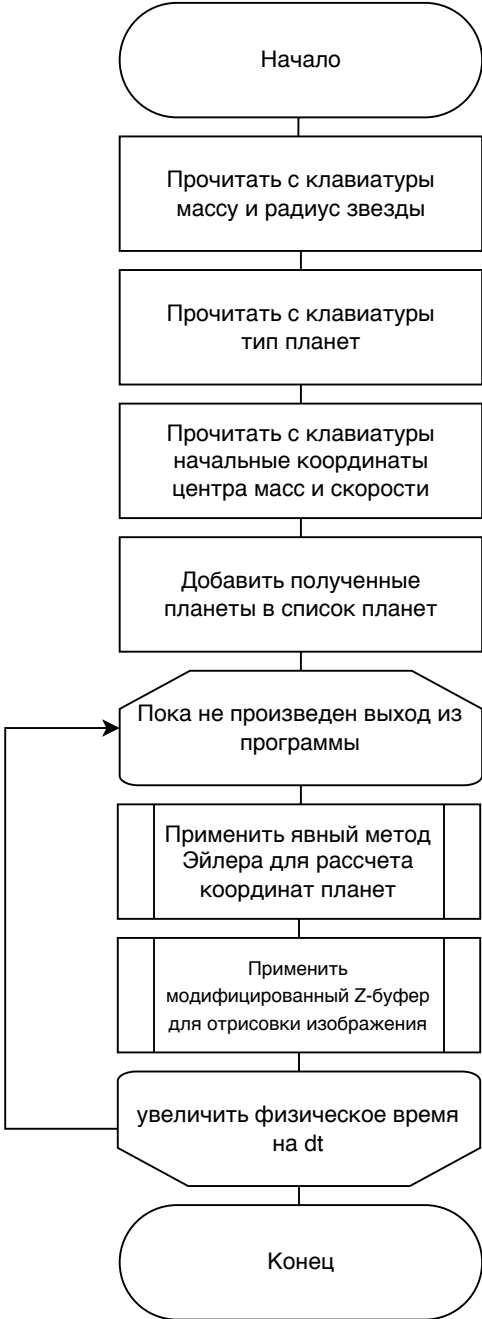 Начало
Прочитать с клавиатуры
массу и радиус звезды
Прочитать с клавиатуры
тип планет
Прочитать с клавиатуры
начальные координаты
центра масс и скорости
Добавить полученные
планеты в список планет
Пока не произведен выход из
программы
Применить явный метод
Эйлера для рассчета
координат планет
Применить
модифицированный Z-буфер
для отрисовки изображения
увеличить физическое время
на dt
Конец